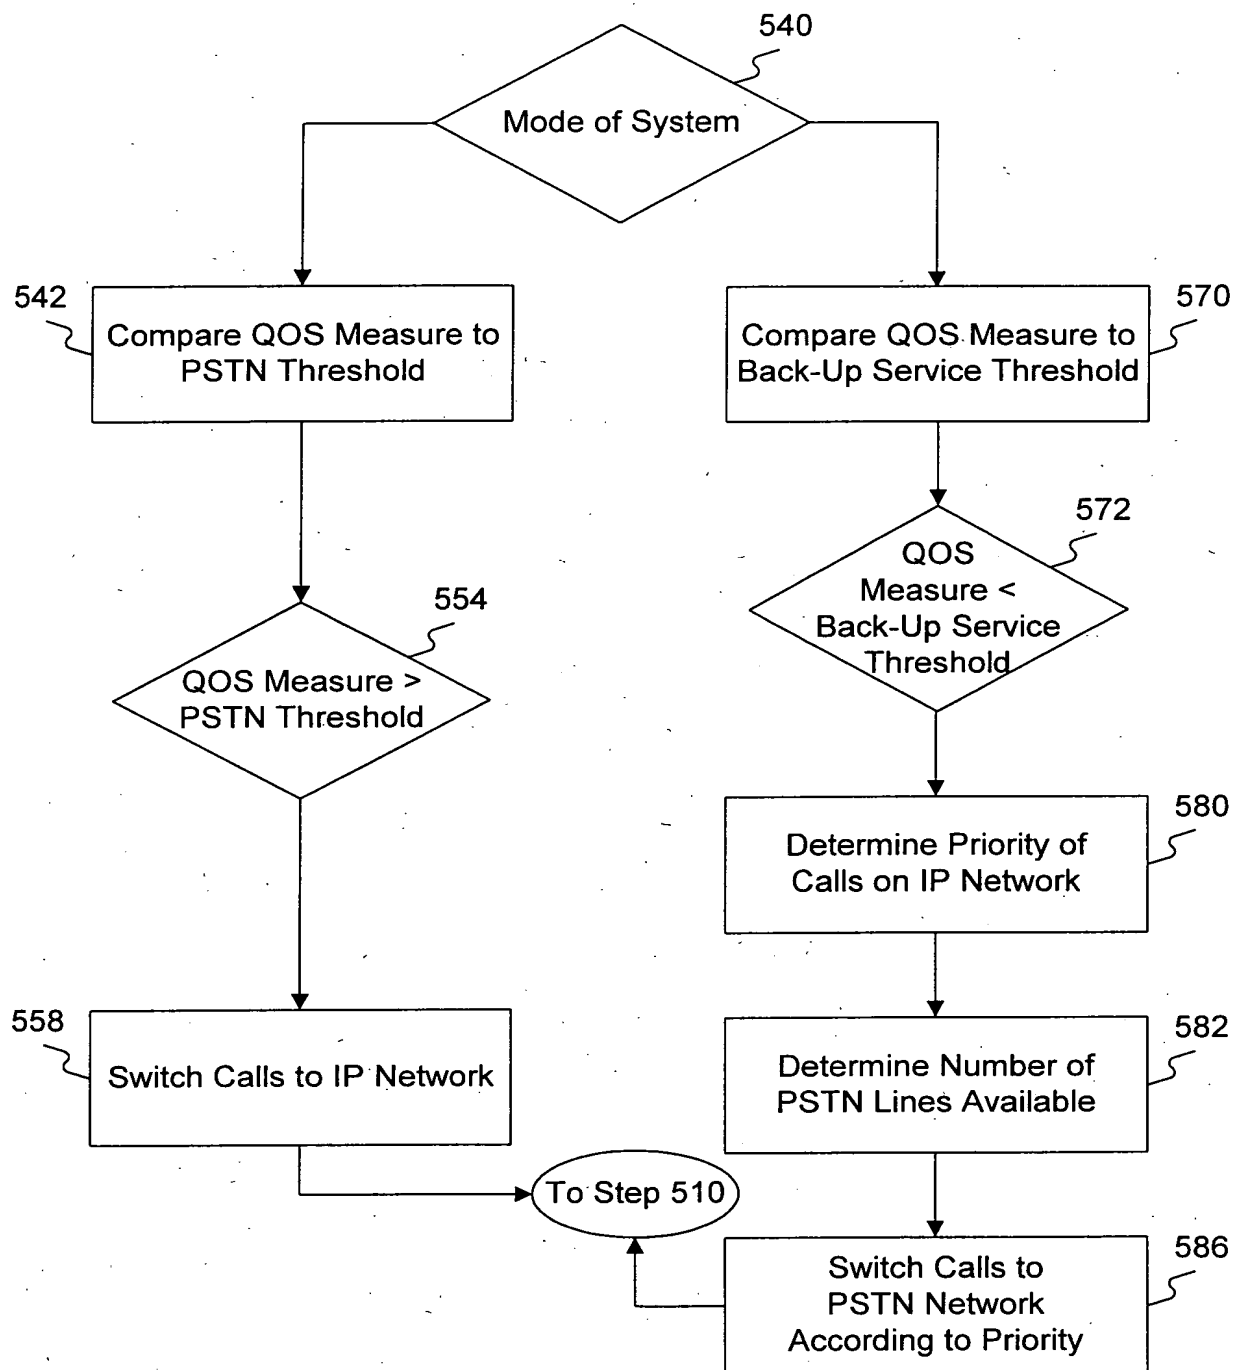 540
Mode of System
542
Compare QOS Measure to
PSTN Threshold
570
Compare QOS Measure to
Back-Up Service Threshold
554
QOS Measure >
PSTN Threshold
572
QOS
Measure <
Back-Up Service
Threshold
580
Determine Priority of
Calls on IP Network
558
Switch Calls to IP Network
582
Determine Number of
PSTN Lines Available
To Step 510
586
Switch Calls to
PSTN Network
According to Priority